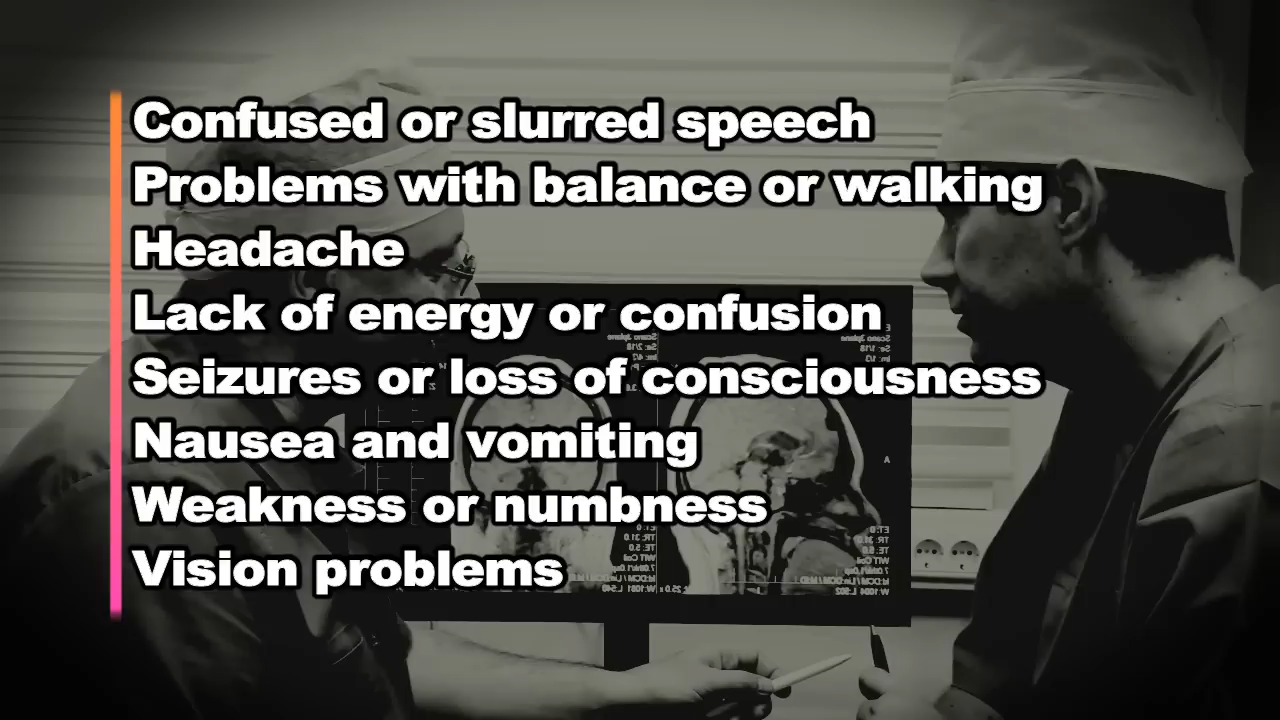 Confused or slurred speech
Problems with balance or walking
Headache
Lack of energy or confusion
Seizures or loss of consciousness
Nausea and vomiting
Weakness or numbness
Vision problems